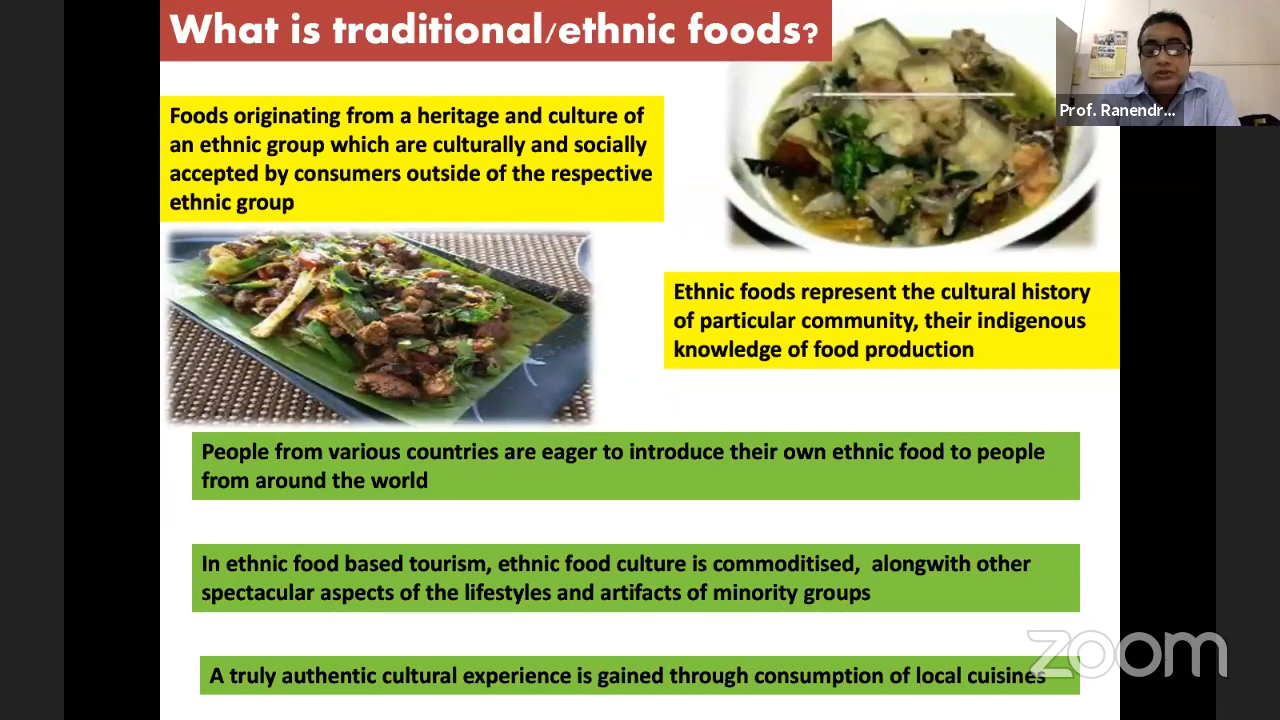 What is traditional/ethnic foods?
Prof. Ranendr...
Foods originating from a heritage and culture of
an ethnic group which are culturally and socially
accepted by consumers outside of the respective
ethnic group
Ethnic foods represent the cultural history
of particular community, their indigenous
knowledge of food production
People from various countries are eager to introduce their own ethnic food to people
from around the world
In ethnic food based tourism, ethnic food culture is commoditised,  alongwith other
spectacular aspects of the lifestyles and artifacts of minority groups
A truly authentic cultural experience is gained through consumption of local cuisines
zoom